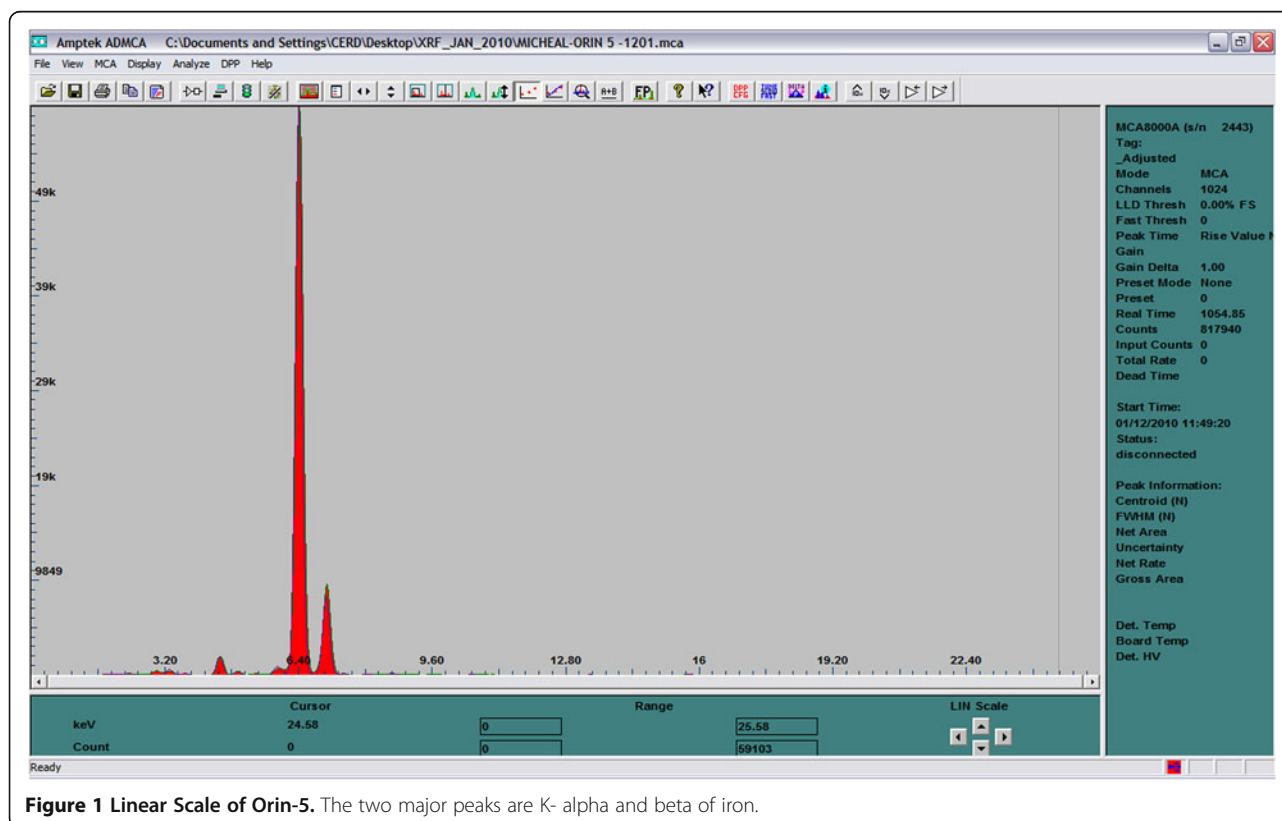 Amptek ADMCA C:\Documents and Settings\CERD\Desktop\XRF_JAN_2010\MICHEAL-ORIN 5 -1201.mca
File View MCA Display Analyze DPP Help
49k
39k
29k
19k
9849
3.20 6.40 9.60 12.80 16 19.20 22.40
MCA8000A (s/n 2443)
Tag:
_Adjusted
Mode MCA
Channels 1024
LLD Thresh 0.00% FS
Fast Thresh 0
Peak Time Rise Value N
Gain
Gain Delta 1.00
Preset Mode None
Preset 0
Real Time 1054.85
Counts 817940
Input Counts 0
Total Rate 0
Dead Time
Start Time:
01/12/2010 11:49:20
Status:
disconnected
Peak Information:
Centroid (N)
FWHM (N)
Net Area
Uncertainty
Net Rate
Gross Area
Det. Temp
Board Temp
Det. HV
Cursor Range LIN Scale
keV 24.58 0 25.58
Count 0 0 59103
Ready
Figure 1 Linear Scale of Orin-5. The two major peaks are K- alpha and beta of iron.